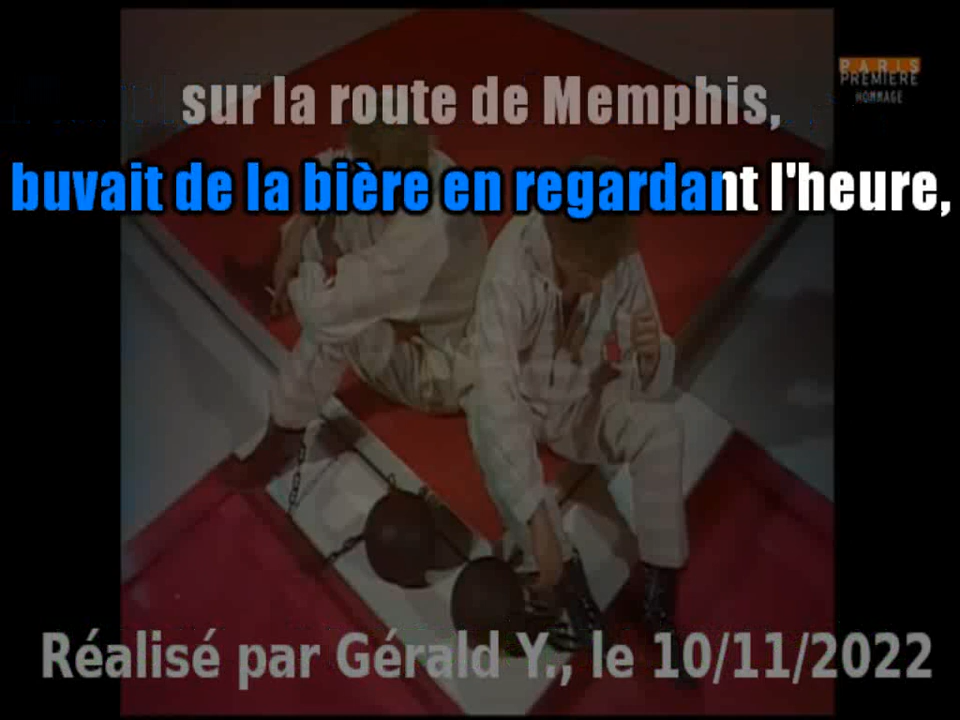 PARIS
PREMIERE
HOMMAGE
sur la route de Memphis,
buvait de la bière en regardant l'heure,
Réalisé par Gérald Y., le 10/11/2022